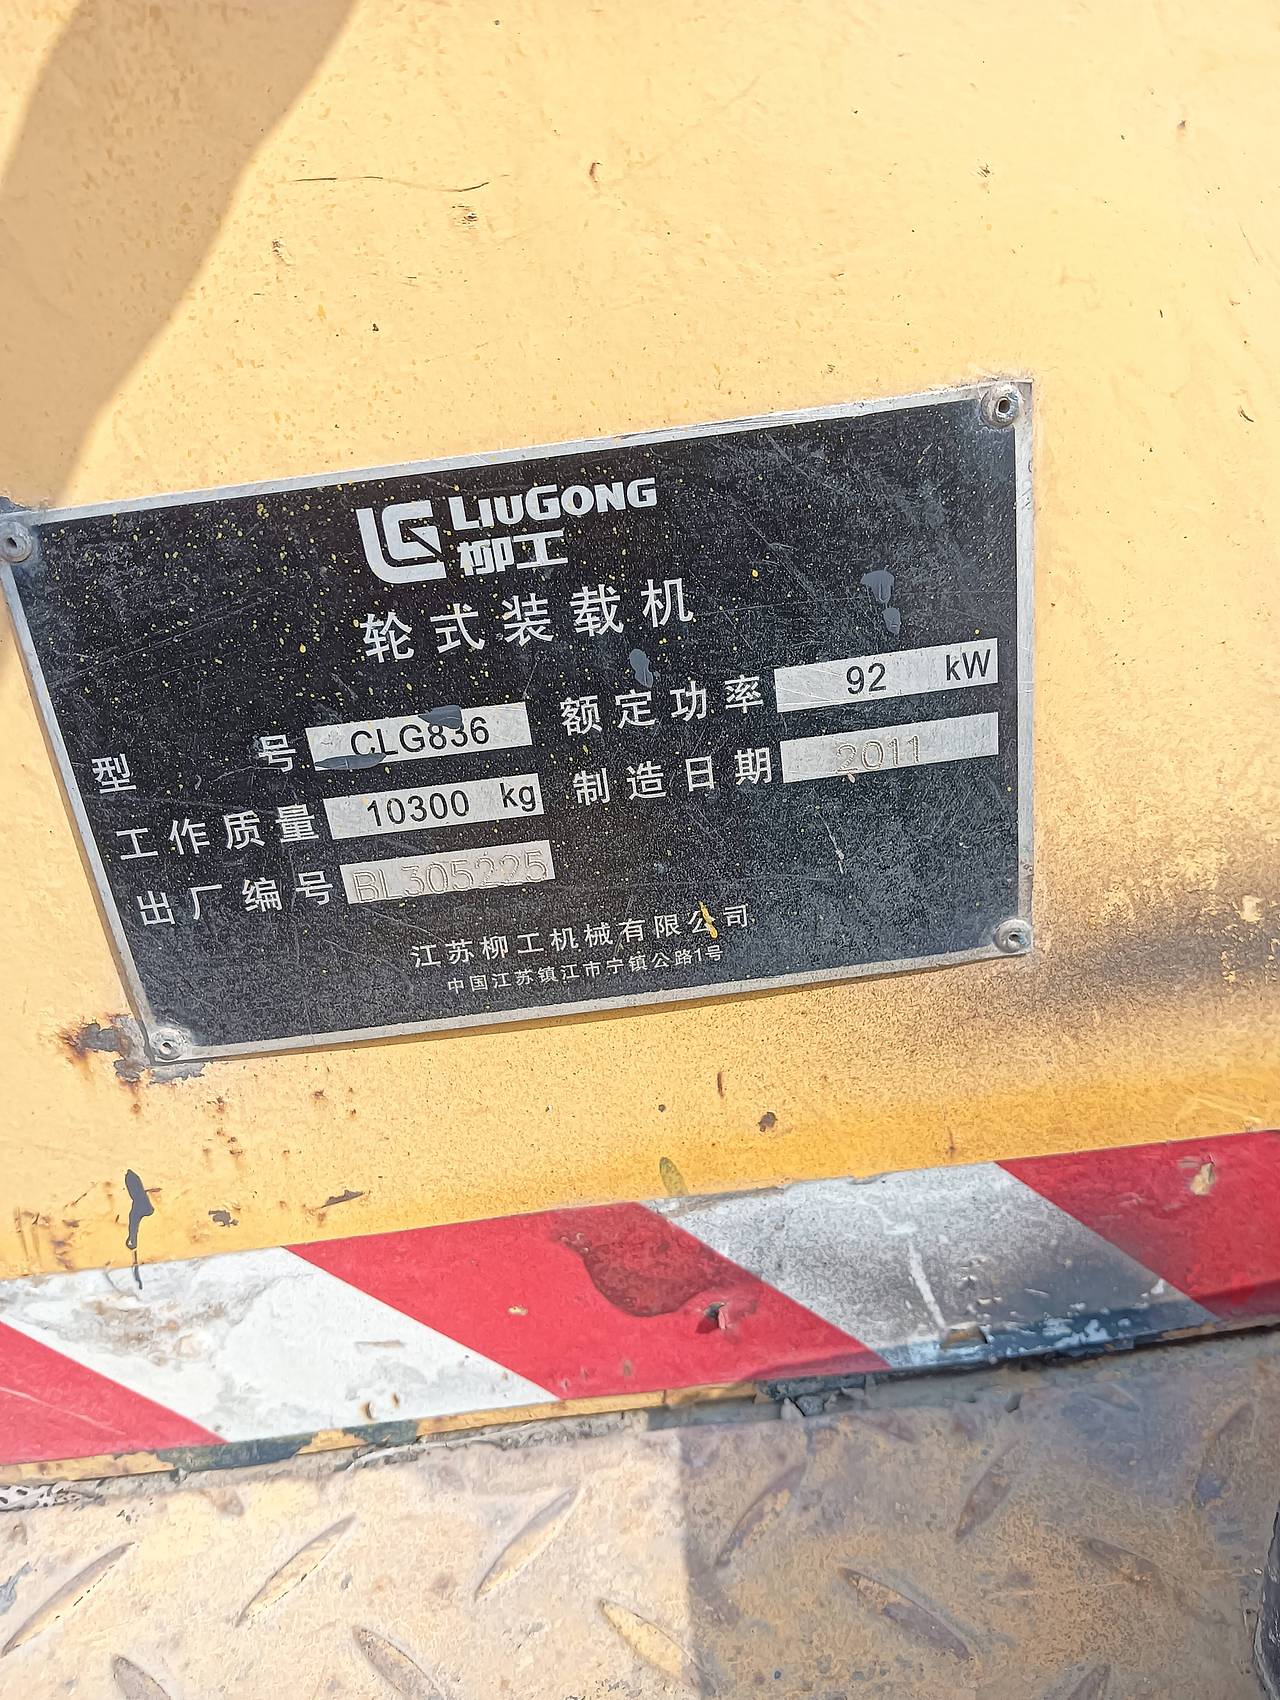 LG LIUGONG
柳工
轮式装载机
型号 CLG836 额定功率 92 kW
工作质量 10300 kg 制造日期 2011
出厂编号 BL305225
江苏柳工机械有限公司
中国江苏镇江市宁镇公路1号